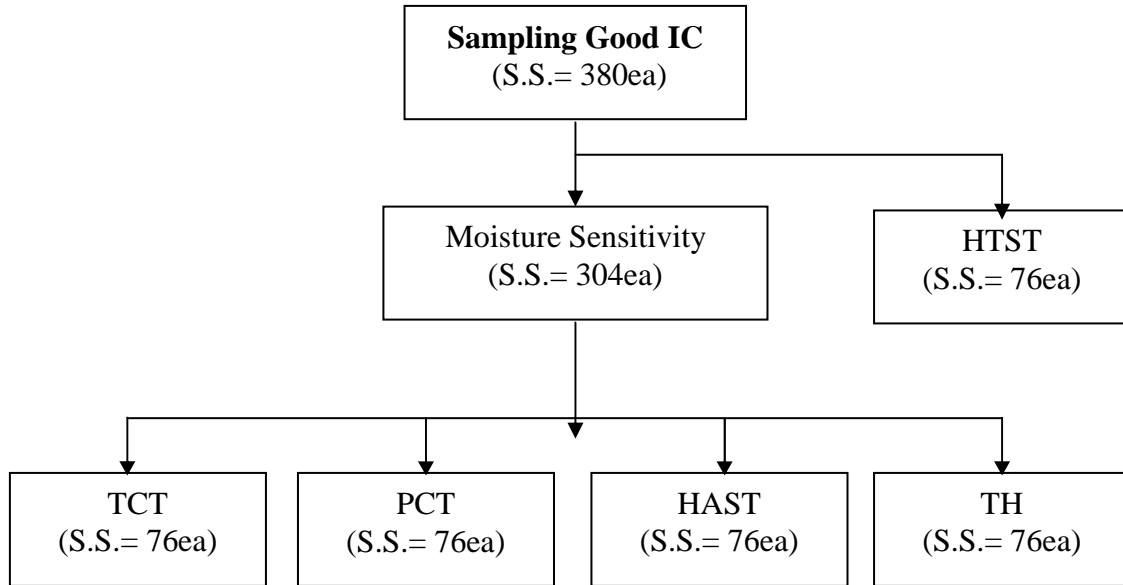 Sampling Good IC
(S.S.= 380ea)
Moisture Sensitivity
(S.S.= 304ea)
HTST
(S.S.= 76ea)
TCT
(S.S.= 76ea)
PCT
(S.S.= 76ea)
HAST
(S.S.= 76ea)
TH
(S.S.= 76ea)